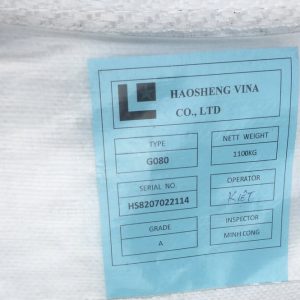 HAOSHENG VINA
CO., LTD
TYPE
G080
NETT WEIGHT
1100KG
SERIAL NO.
HS8207022114
OPERATOR
KIỆT
GRADE
A
INSPECTOR
MINH CONG